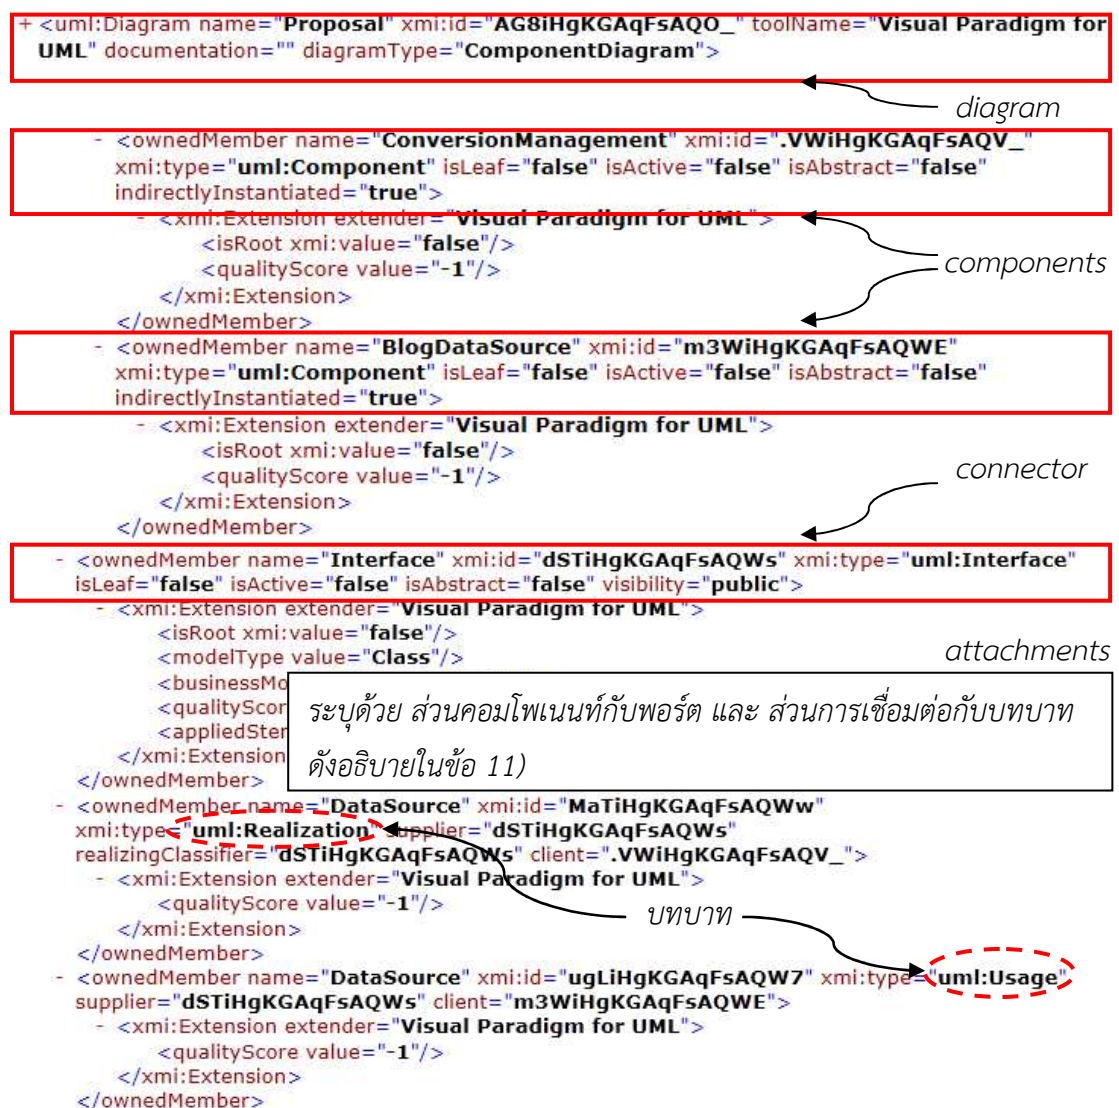 + <uml:Diagram name="Proposal" xmi:id="AG8iHgKGAqFsAQO_" toolName="Visual Paradigm for
UML" documentation="" diagramType="ComponentDiagram">
diagram
- <ownedMember name="ConversionManagement" xmi:id=".VWiHgKGAqFsAQV_"
xmi:type="uml:Component" isLeaf="false" isActive="false" isAbstract="false"
indirectlyInstantiated="true">
- <xmi:Extension extender="Visual Paradigm for UML">
<isRoot xmi:value="false"/>
<qualityScore value="-1"/>
components
</xmi:Extension>
</ownedMember>
- <ownedMember name="BlogDataSource" xmi:id="m3WiHgKGAqFsAQWE"
xmi:type="uml:Component" isLeaf="false" isActive="false" isAbstract="false"
indirectlyInstantiated="true">
- <xmi:Extension extender="Visual Paradigm for UML">
<isRoot xmi:value="false"/>
<qualityScore value="-1"/>
connector
</xmi:Extension>
</ownedMember>
- <ownedMember name="Interface" xmi:id="dSTiHgKGAqFsAQWs" xmi:type="uml:Interface"
isLeaf="false" isActive="false" isAbstract="false" visibility="public">
- <xmi:Extension extender="Visual Paradigm for UML">
<isRoot xmi:value="false"/>
<modelType value="Class"/>
attachments
<businessMo
<qualityScor
<appliedSter
ระบุด้วย ส่วนคอมโพเนนท์กับพอร์ต และ ส่วนการเชื่อมต่อกับบทบาท
ดังอธิบายในข้อ 11)
</xmi:Extension
</ownedMember>
- <ownedMember name="DataSource" xmi:id="MaTiHgKGAqFsAQWw"
xmi:type="uml:Realization" supplier="dSTiHgKGAqFsAQWs"
realizingClassifier="dSTiHgKGAqFsAQWs" client=".VWiHgKGAqFsAQV_">
- <xmi:Extension extender="Visual Paradigm for UML">
<qualityScore value="-1"/>
บทบาท
</xmi:Extension>
</ownedMember>
- <ownedMember name="DataSource" xmi:id="ugLiHgKGAqFsAQW7" xmi:type="uml:Usage"
supplier="dSTiHgKGAqFsAQWs" client="m3WiHgKGAqFsAQWE">
- <xmi:Extension extender="Visual Paradigm for UML">
<qualityScore value="-1"/>
</xmi:Extension>
</ownedMember>